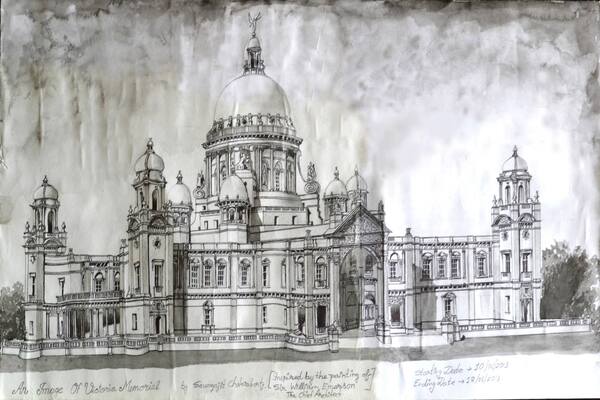 An Image Of Victoria Memorial
by
[Inspired by the painting of]
Sir William Emerson
The Chief Architect
Starting Date →
Ending Date →